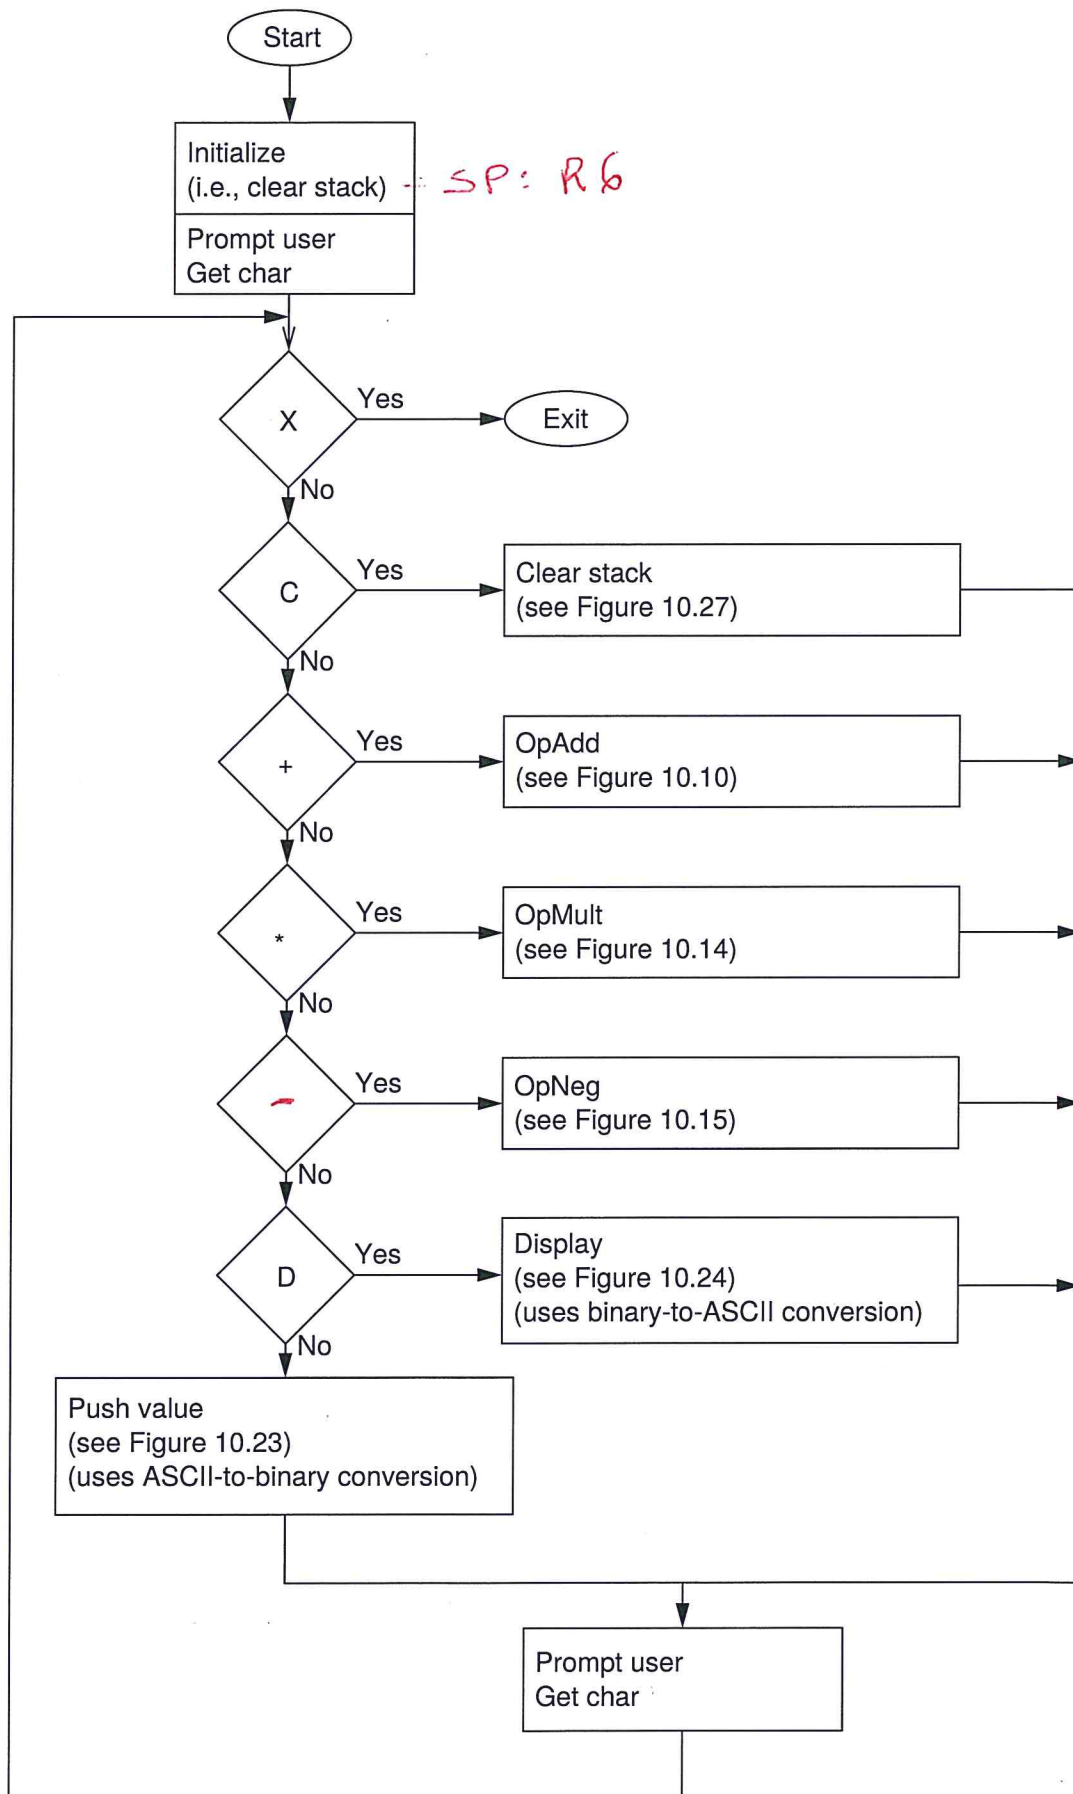 Start
Initialize
(i.e., clear stack) - SP: R6
Prompt user
Get char
X
Yes
Exit
No
C
Yes
Clear stack
(see Figure 10.27)
No
+
Yes
OpAdd
(see Figure 10.10)
No
*
Yes
OpMult
(see Figure 10.14)
No
-
Yes
OpNeg
(see Figure 10.15)
No
D
Yes
Display
(see Figure 10.24)
(uses binary-to-ASCII conversion)
No
Push value
(see Figure 10.23)
(uses ASCII-to-binary conversion)
Prompt user
Get char